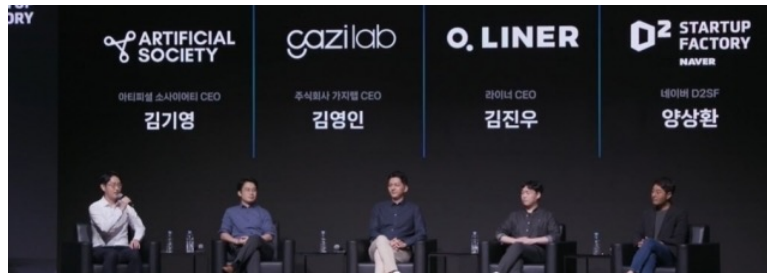 ORY
ARTIFICIAL
SOCIETY
아티피셜 소사이어티 CEO
김기영
gazilab
주식회사 가지랩 CEO
김영인
LINER
라이너 CEO
김진우
D2 STARTUP
FACTORY
NAVER
네이버 D2SF
양상환